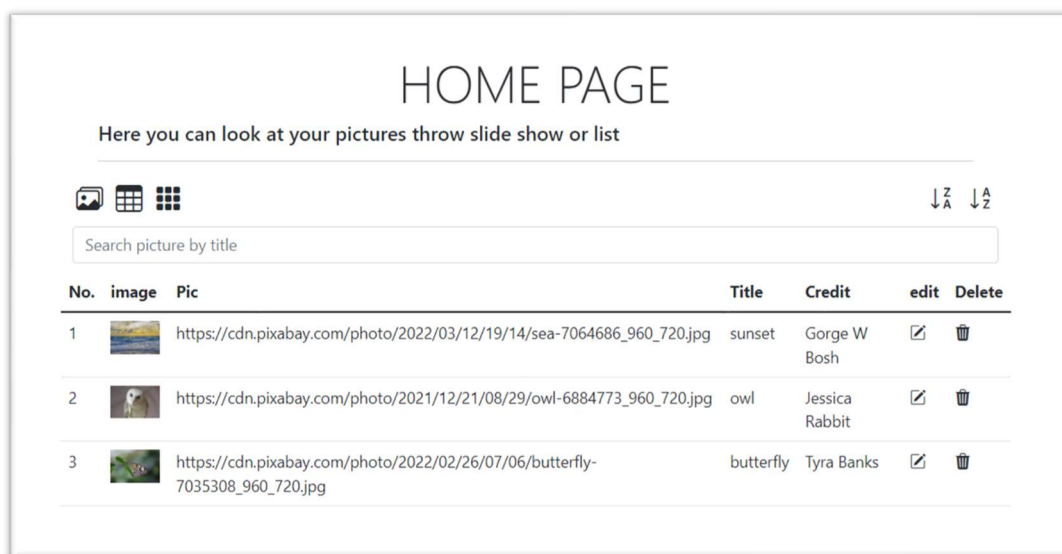 HOME PAGE
Here you can look at your pictures throw slide show or list
Z
A
A
Z
Search picture by title
No. image Pic Title Credit edit Delete
1 https://cdn.pixabay.com/photo/2022/03/12/19/14/sea-7064686_960_720.jpg sunset Gorge W
Bosh
2 https://cdn.pixabay.com/photo/2021/12/21/08/29/owl-6884773_960_720.jpg owl Jessica
Rabbit
3 https://cdn.pixabay.com/photo/2022/02/26/07/06/butterfly- butterfly Tyra Banks
7035308_960_720.jpg